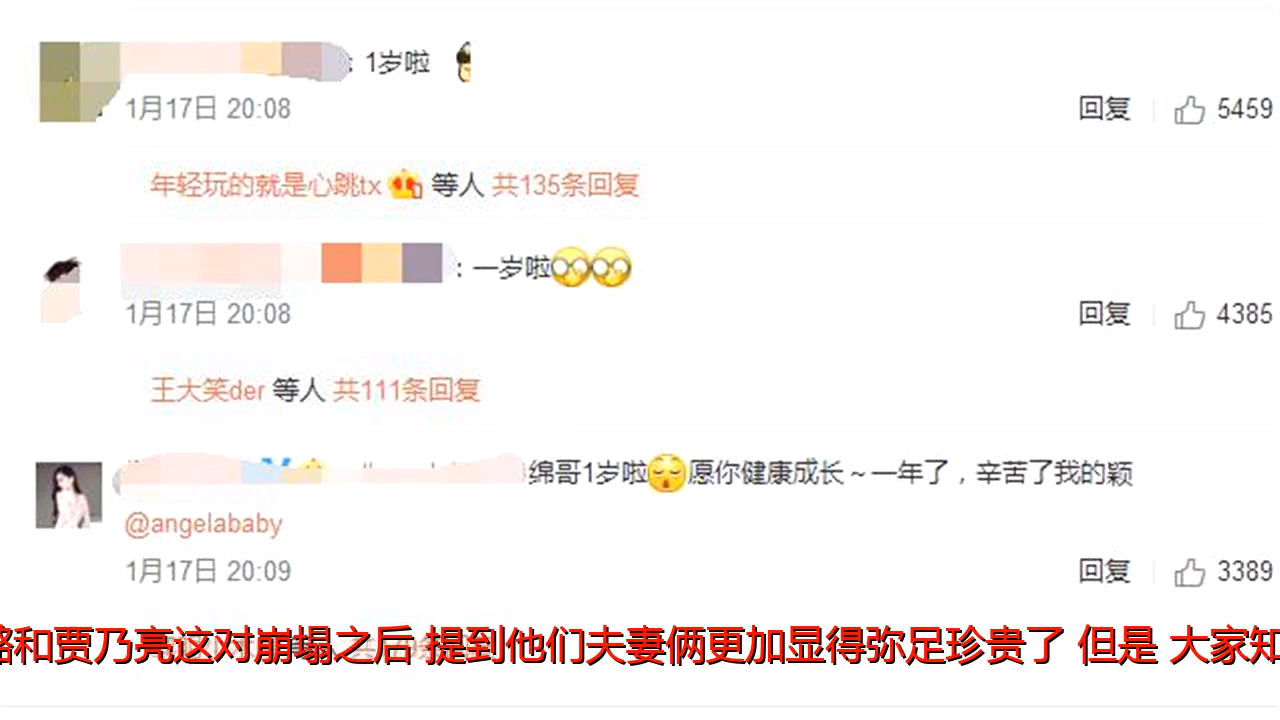 : 1岁啦
1月17日 20:08
回复 5459
年轻玩的就是心跳tx 等人 共135条回复
: 一岁啦
1月17日 20:08
回复 4385
王大笑der 等人 共111条回复
绵哥1岁啦 愿你健康成长～一年了，辛苦了我的颖
@angelababy
1月17日 20:09
回复 3389
璐和贾乃亮这对崩塌之后 提到他们夫妻俩更加显得弥足珍贵了 但是 大家知